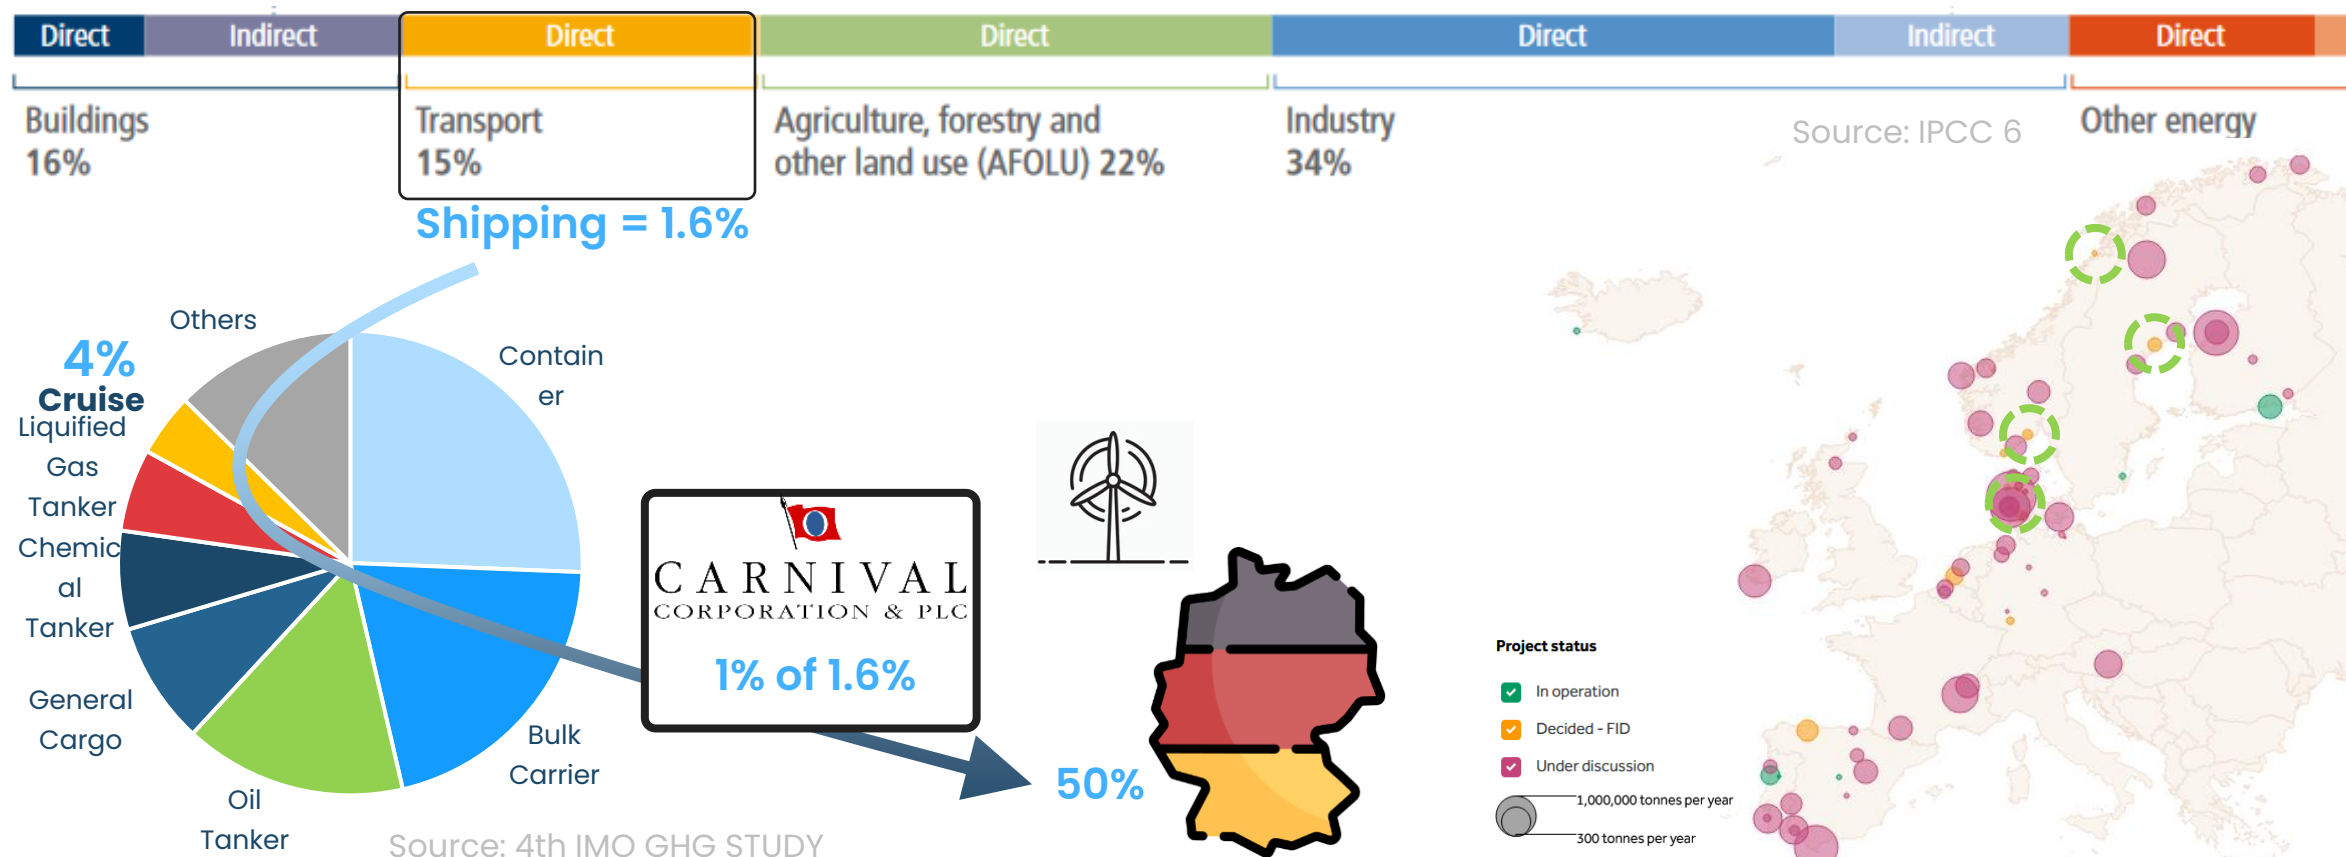 Direct
Indirect
Direct
Direct
Direct
Indirect
Direct
Buildings
16%
Transport
15%
Agriculture, forestry and
other land use (AFOLU) 22%
Industry
34%
Source: IPCC 6
Other energy
Shipping = 1.6%
Others
4%
Cruise
Liquified
Gas
Tanker
Chemic
al
Tanker
General
Cargo
Oil
Tanker
Contain
er
Bulk
Carrier
Source: 4th IMO GHG STUDY
CARNIVAL
CORPORATION & PLC
1% of 1.6%
50%
Project status
In operation
Decided - FID
Under discussion
1,000,000 tonnes per year
300 tonnes per year